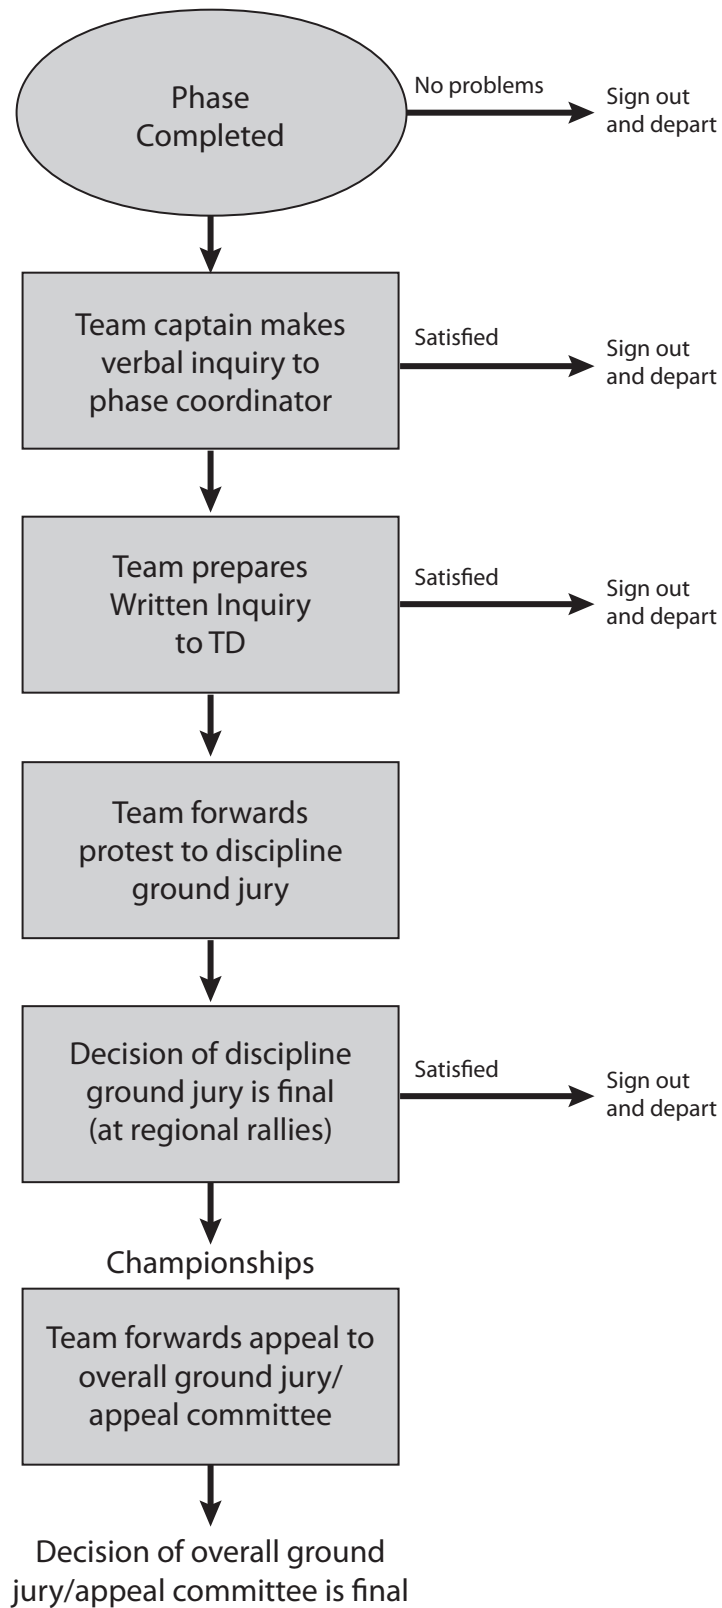 Phase
Completed
No problems
Sign out
and depart
Team captain makes
verbal inquiry to
phase coordinator
Satisfied
Sign out
and depart
Team prepares
Written Inquiry
to TD
Satisfied
Sign out
and depart
Team forwards
protest to discipline
ground jury
Decision of discipline
ground jury is final
(at regional rallies)
Satisfied
Sign out
and depart
Championships
Team forwards appeal to
overall ground jury/
appeal committee
Decision of overall ground
jury/appeal committee is final